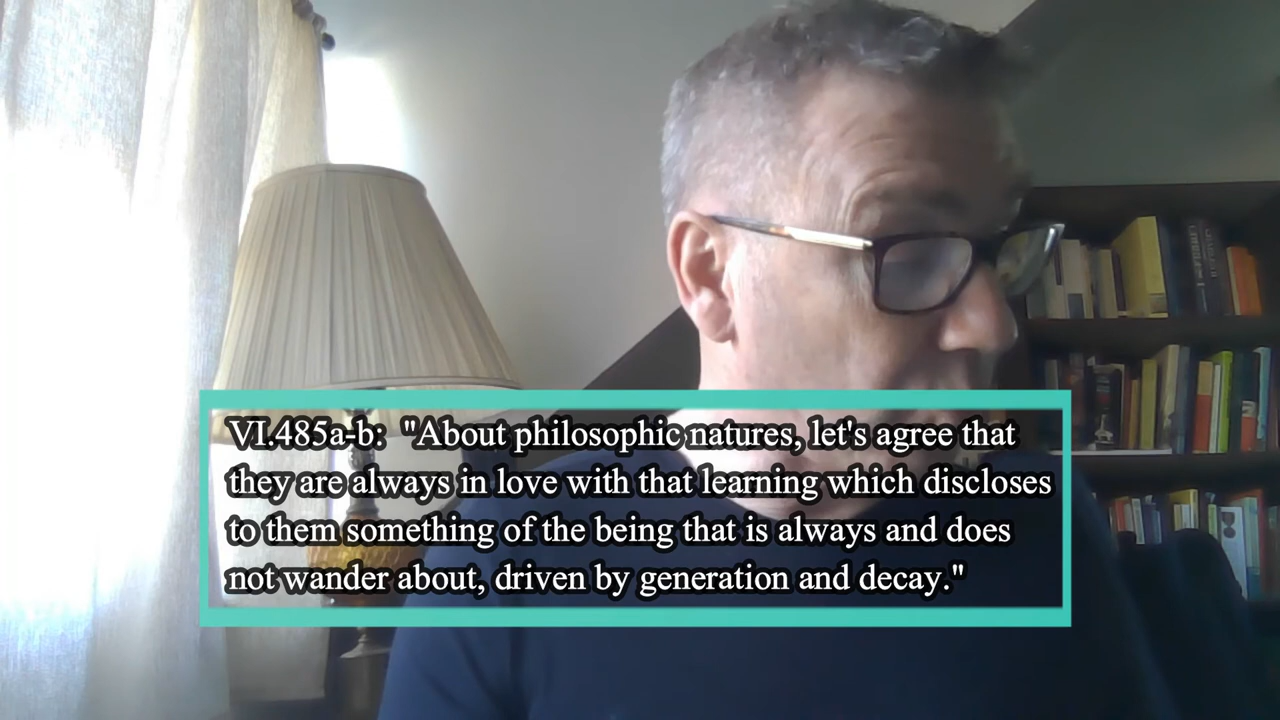 VI.485a-b:  "About philosophic natures, let's agree that
they are always in love with that learning which discloses
to them something of the being that is always and does
not wander about, driven by generation and decay."